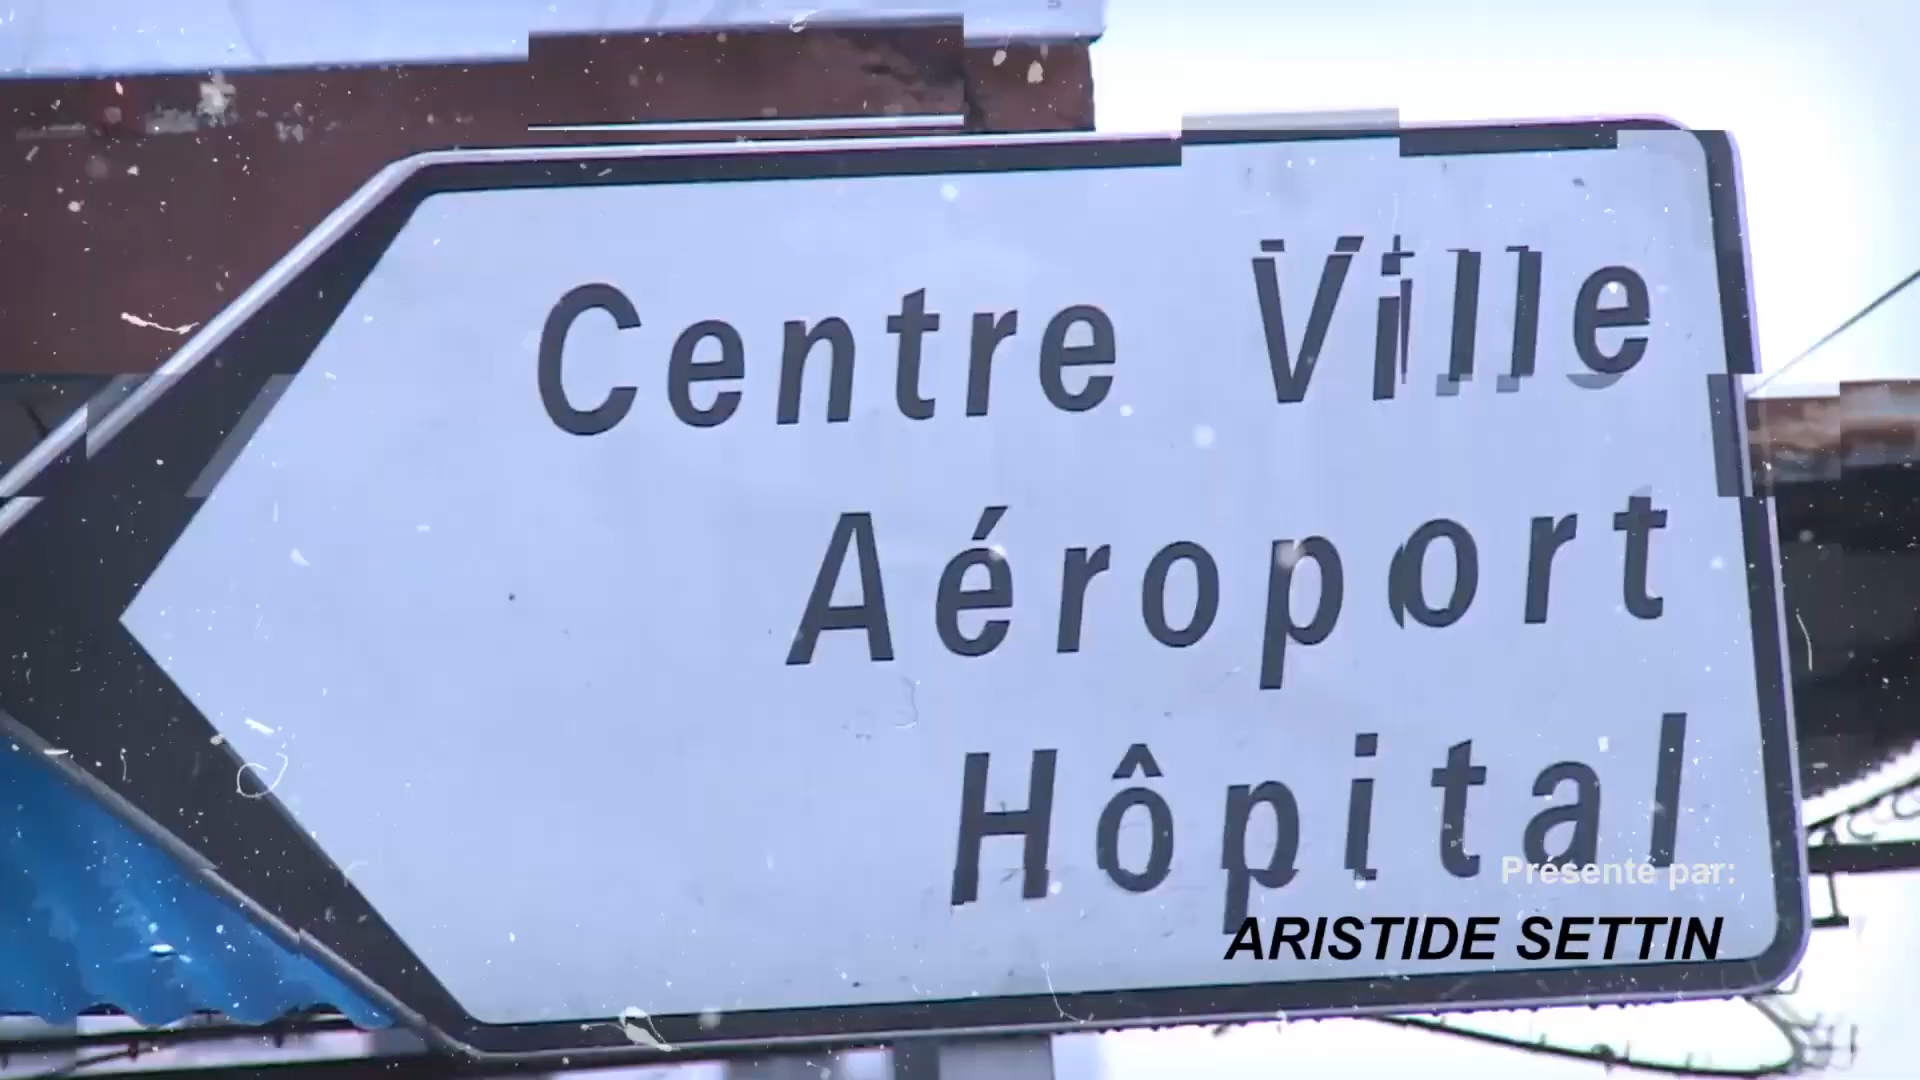 Centre Ville
Aéroport
Hôpital
Présenté par:
ARISTIDE SETTIN